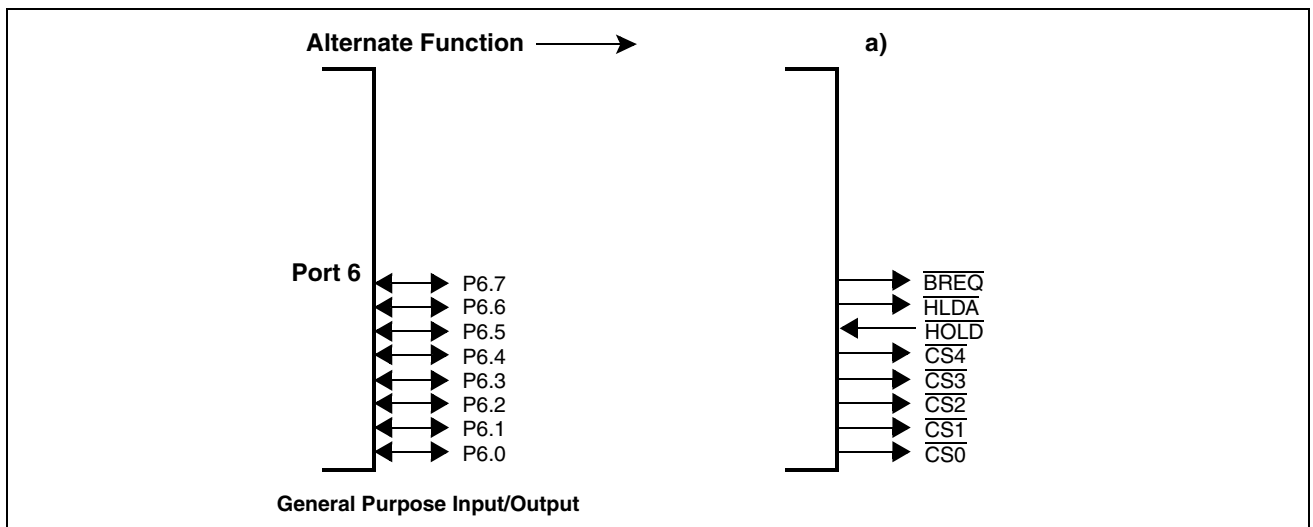 Alternate Function a)
Port 6
P6.7 BREQ
P6.6 HLDA
P6.5 HOLD
P6.4 CS4
P6.3 CS3
P6.2 CS2
P6.1 CS1
P6.0 CS0
General Purpose Input/Output